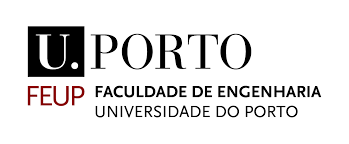 U. PORTO
FEUP FACULDADE DE ENGENHARIA
UNIVERSIDADE DO PORTO